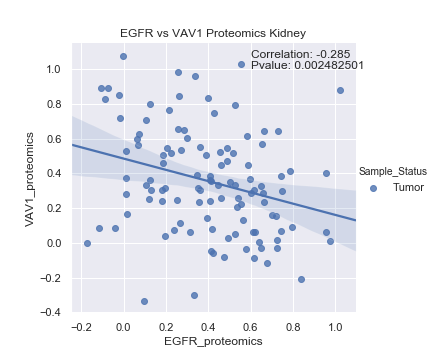 EGFR vs VAV1 Proteomics Kidney
Correlation: -0.285
Pvalue: 0.002482501
1.0
0.8
0.6
0.4
0.2
0.0
−0.2
−0.4
VAV1_proteomics
Sample_Status
Tumor
−0.2 0.0 0.2 0.4 0.6 0.8 1.0
EGFR_proteomics